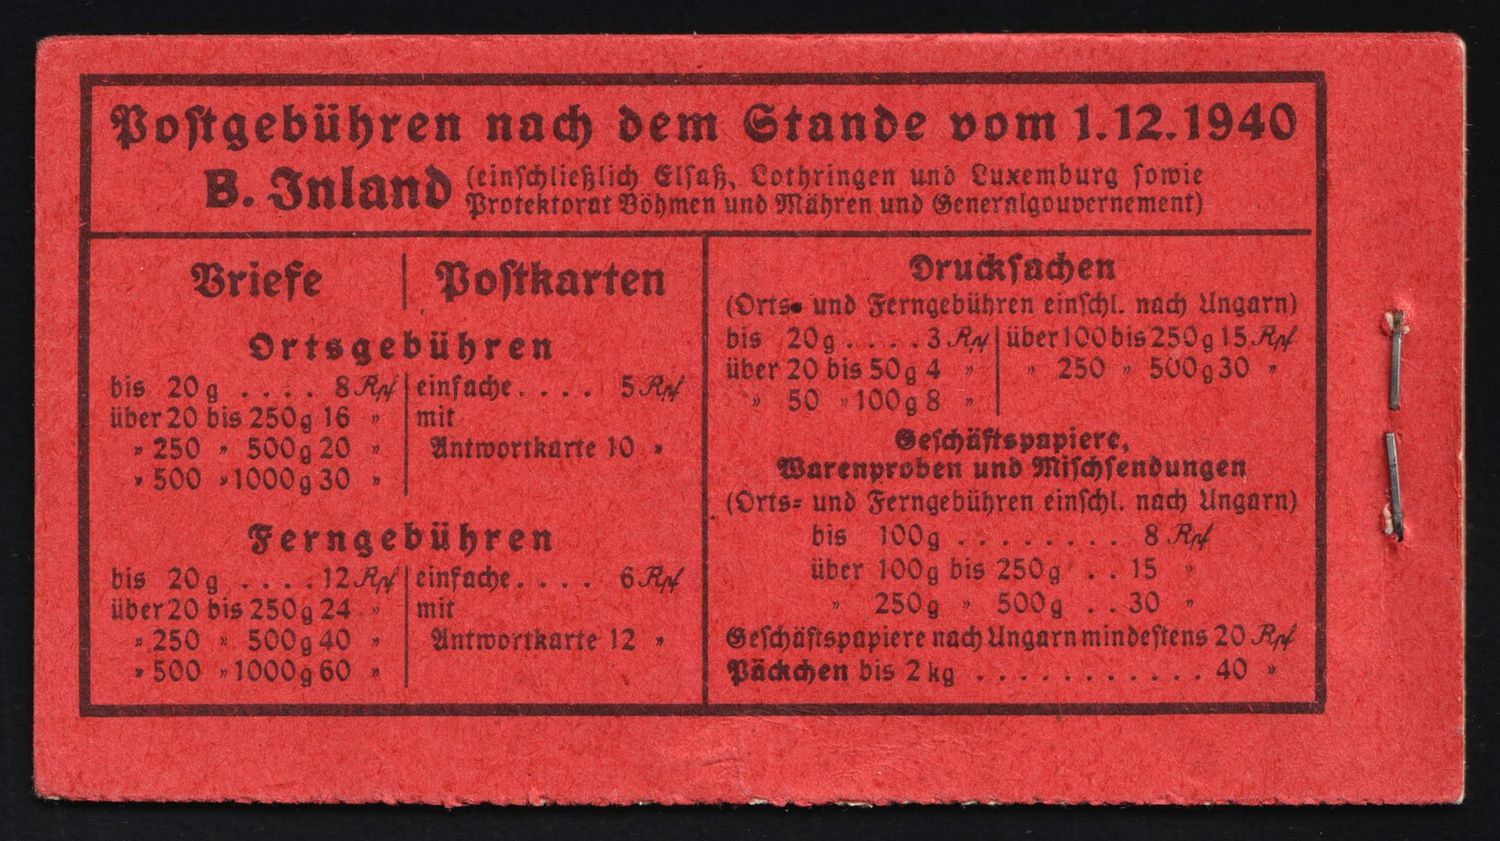 Postgebühren nach dem Stande vom 1.12.1940
B. Inland (einschließlich Elsaß, Lothringen und Luxemburg sowie
Protektorat Böhmen und Mähren und Generalgouvernement)
Briefe | Postkarten
Ortsgebühren
bis 20 g . . . . 8 Rpf | einfache . . . . 5 Rpf
über 20 bis 250 g 16 " | mit
" 250 " 500 g 20 " | Antwortkarte 10 "
" 500 " 1000 g 30 "
Ferngebühren
bis 20 g . . . . 12 Rpf | einfache . . . . 6 Rpf
über 20 bis 250 g 24 " | mit
" 250 " 500 g 40 " | Antwortkarte 12 "
" 500 " 1000 g 60 "
Drucksachen
(Orts- und Ferngebühren einschl. nach Ungarn)
bis 20 g . . . . 3 Rpf | über 100 bis 250 g 15 Rpf
über 20 bis 50 g 4 " | " 250 " 500 g 30 "
" 50 " 100 g 8 "
Geschäftspapiere,
Warenproben und Mischsendungen
(Orts- und Ferngebühren einschl. nach Ungarn)
bis 100 g . . . . . . . . 8 Rpf
über 100 g bis 250 g . . 15 "
" 250 g " 500 g . . 30 "
Geschäftspapiere nach Ungarn mindestens 20 Rpf
Päckchen bis 2 kg . . . . . . . . . . . . 40 "